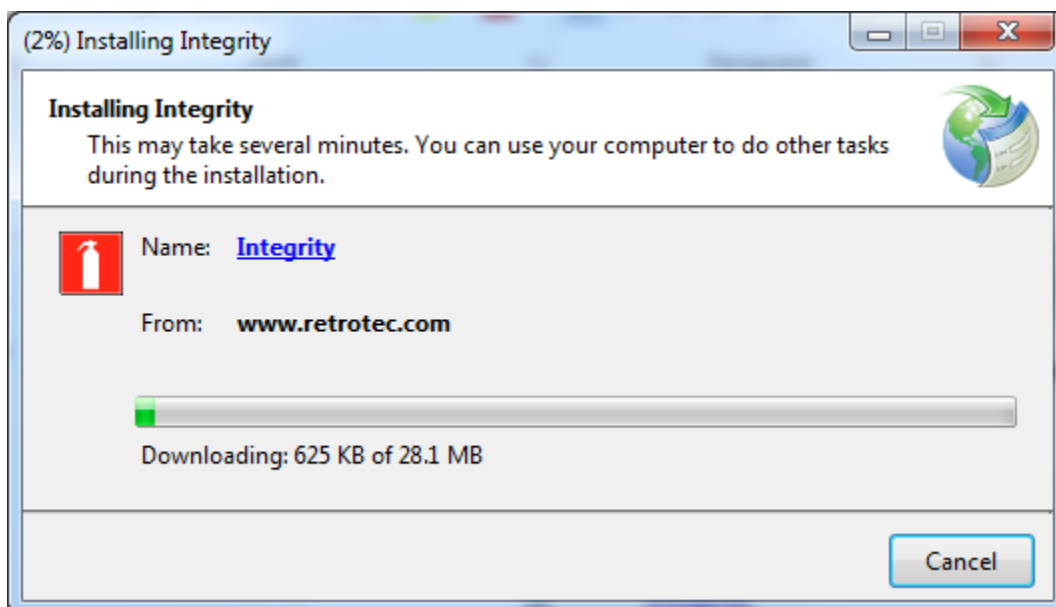 (2%) Installing Integrity
Installing Integrity
This may take several minutes. You can use your computer to do other tasks
during the installation.
Name: Integrity
From: www.retrotec.com
Downloading: 625 KB of 28.1 MB
Cancel